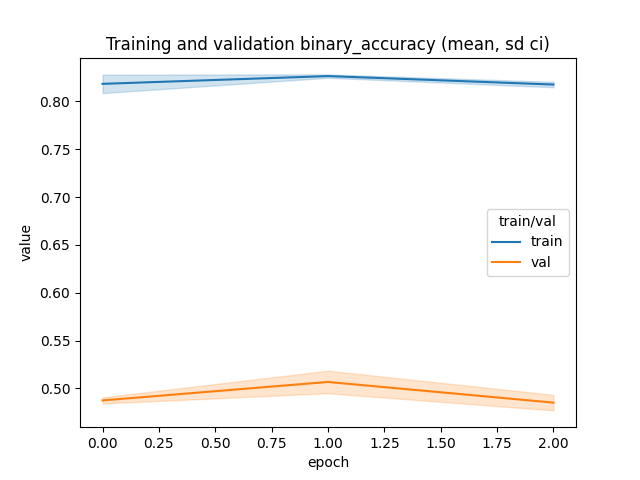 Training and validation binary_accuracy (mean, sd ci)
value
0.80
0.75
0.70
0.65
0.60
0.55
0.50
train/val
train
val
0.00 0.25 0.50 0.75 1.00 1.25 1.50 1.75 2.00
epoch